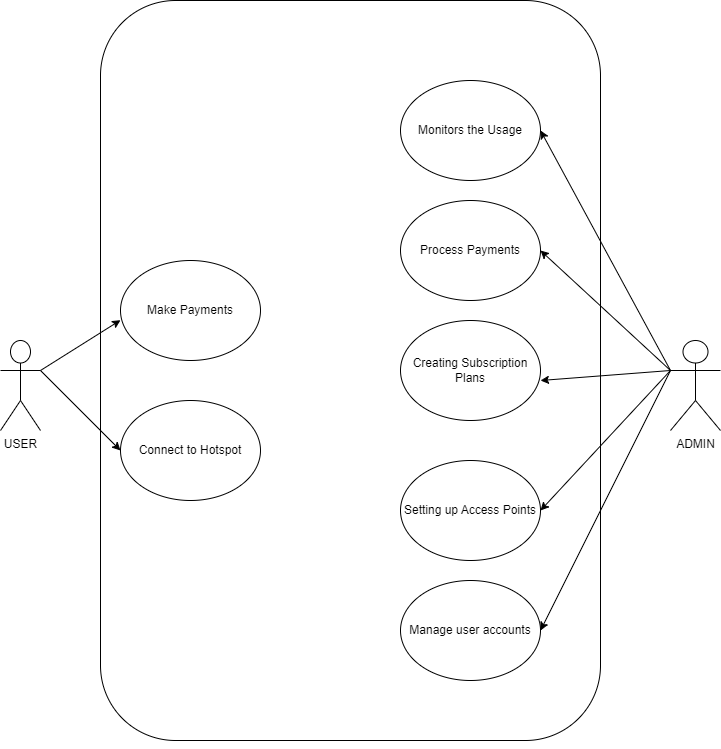 Monitors the Usage
Process Payments
Make Payments
Creating Subscription
Plans
USER
ADMIN
Connect to Hotspot
Setting up Access Points
Manage user accounts